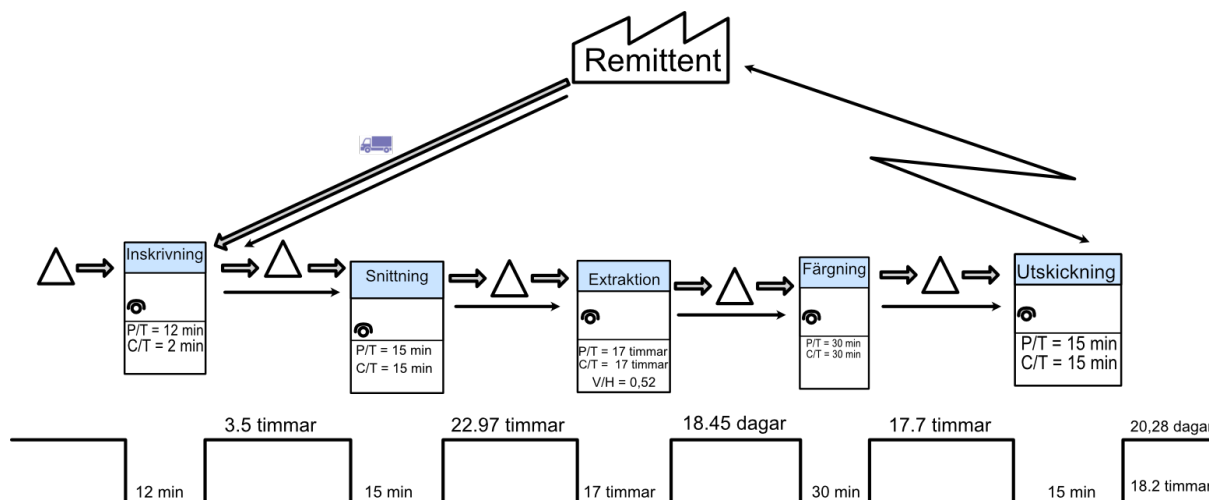 Remittent
Inskrivning
P/T = 12 min
C/T = 2 min
Snittning
P/T = 15 min
C/T = 15 min
Extraktion
P/T = 17 timmar
C/T = 17 timmar
V/H = 0,52
Färgning
P/T = 30 min
C/T = 30 min
Utskickning
P/T = 15 min
C/T = 15 min
3.5 timmar
22.97 timmar
18.45 dagar
17.7 timmar
20,28 dagar
12 min
15 min
17 timmar
30 min
15 min
18.2 timmar